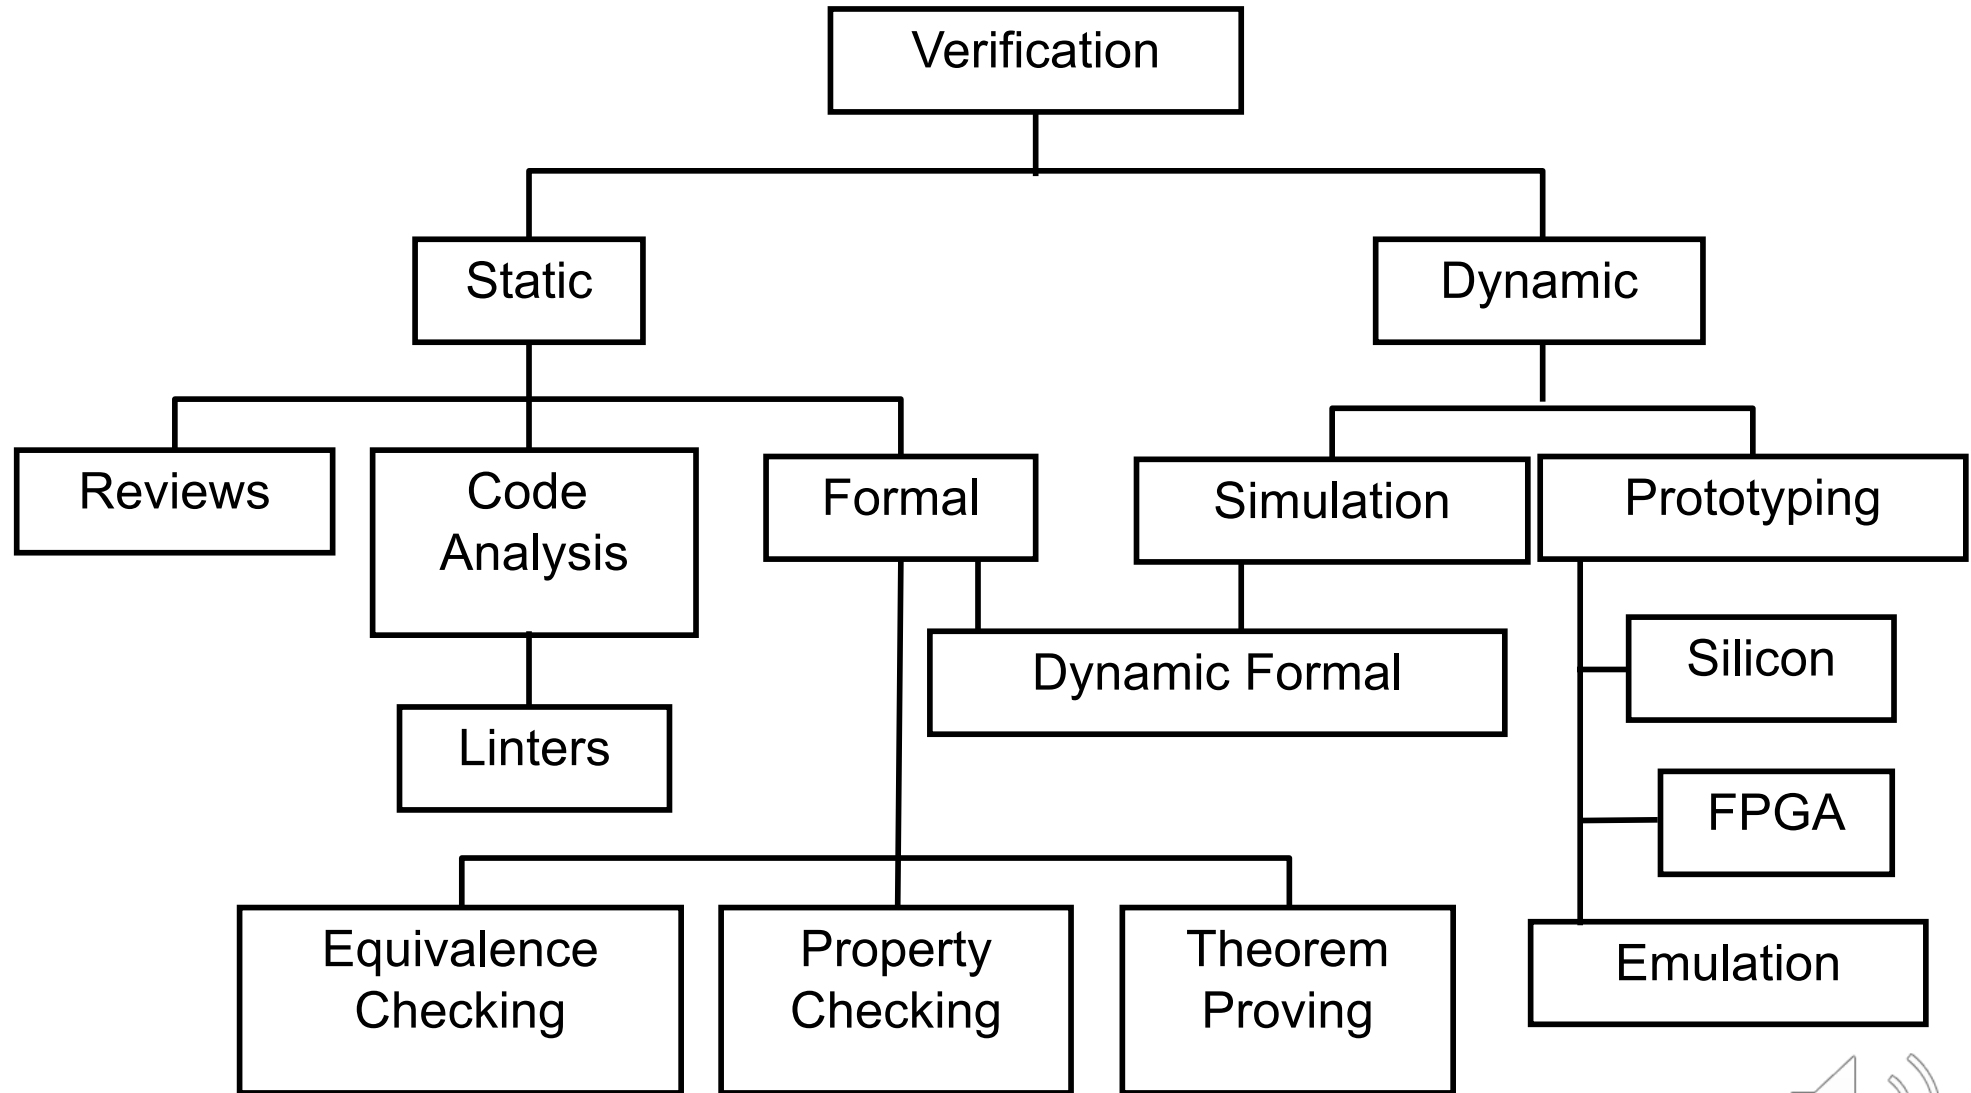 Verification
Static
Dynamic
Reviews
Code
Analysis
Formal
Simulation
Prototyping
Dynamic Formal
Silicon
Linters
FPGA
Equivalence
Checking
Property
Checking
Theorem
Proving
Emulation